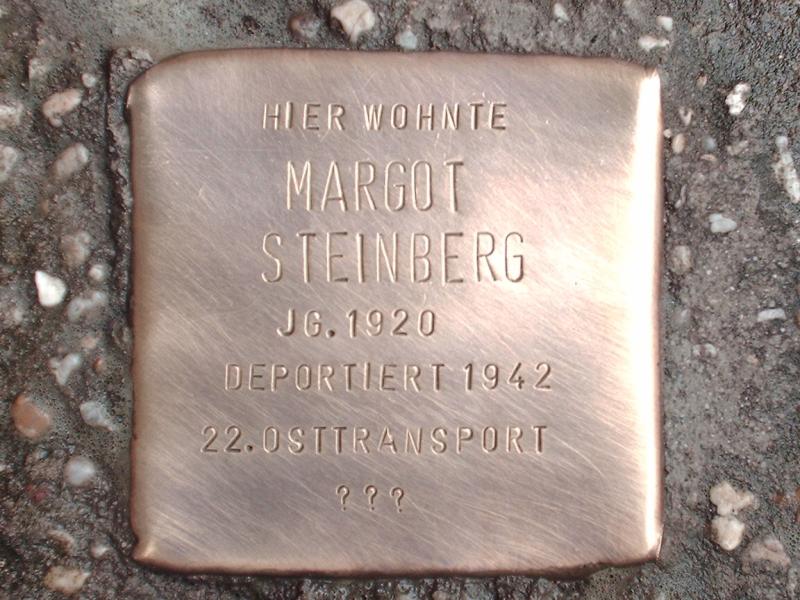 HIER WOHNTE
MARGOT
STEINBERG
JG. 1920
DEPORTIERT 1942
22. OSTTRANSPORT
? ? ?